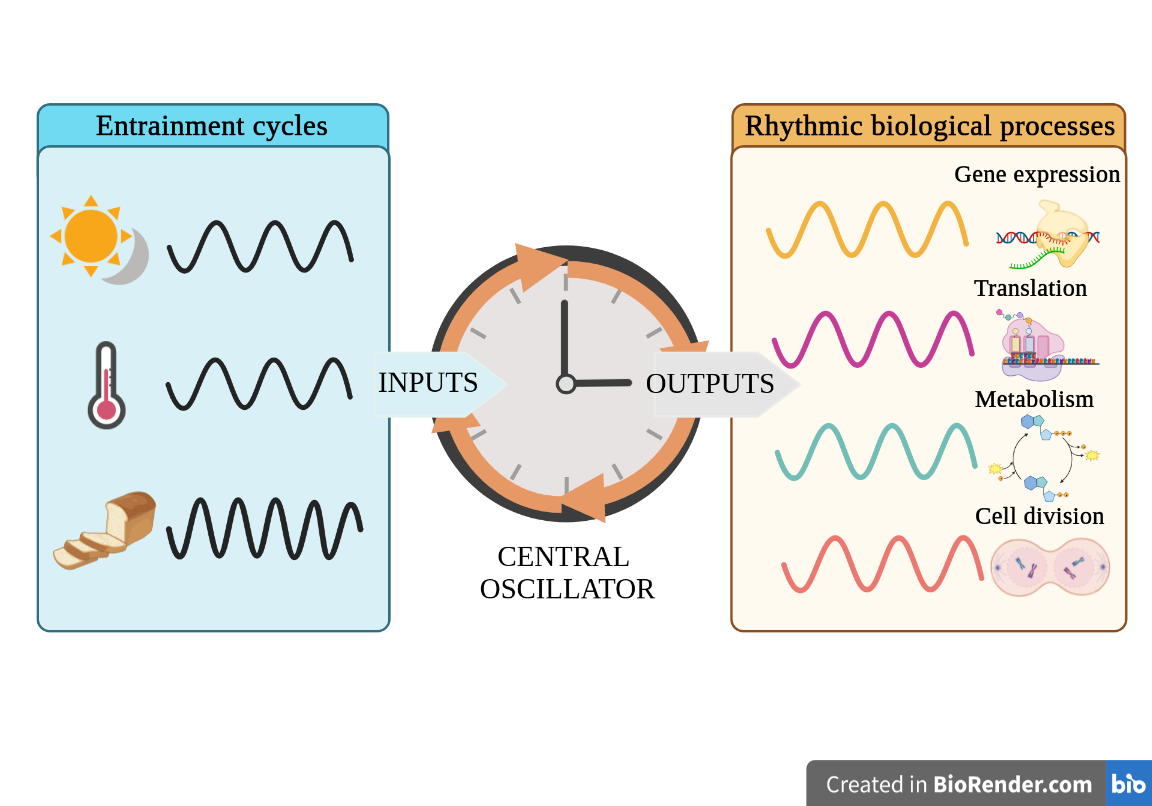 Entrainment cycles
Rhythmic biological processes
Gene expression
Translation
INPUTS
OUTPUTS
Metabolism
Cell division
CENTRAL
OSCILLATOR
Created in BioRender.com bio